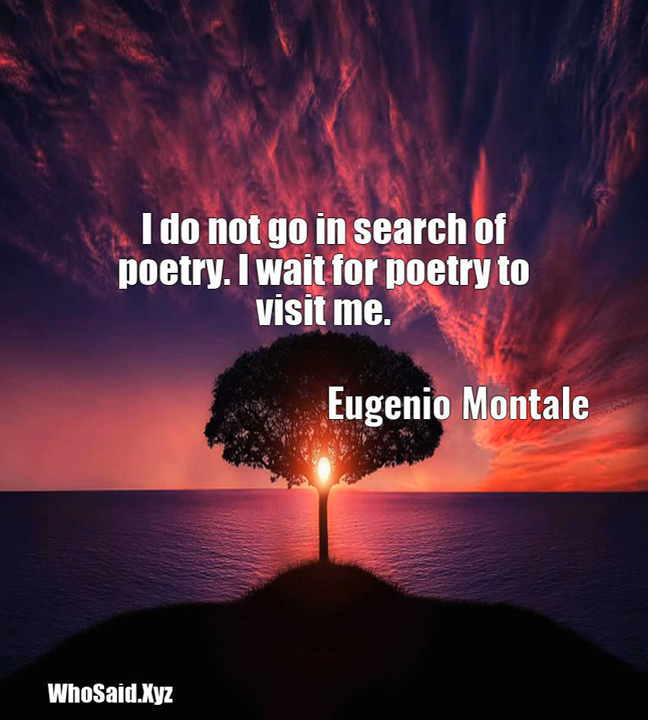 I do not go in search of
poetry. I wait for poetry to
visit me.
Eugenio Montale
WhoSaid.Xyz